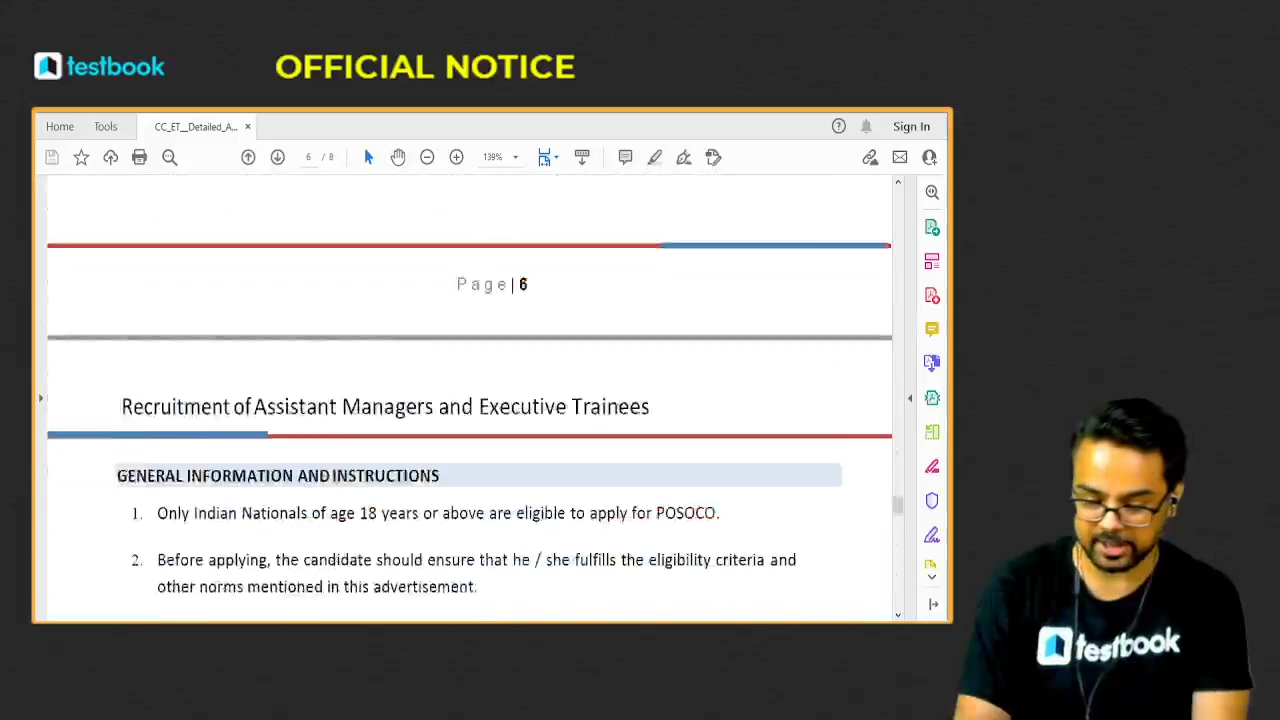 testbook
OFFICIAL NOTICE
Home Tools CC_ET__Detailed_A... × Sign In
6 / 8 139%
Page | 6
Recruitment of Assistant Managers and Executive Trainees
GENERAL INFORMATION AND INSTRUCTIONS
1. Only Indian Nationals of age 18 years or above are eligible to apply for POSOCO.
2. Before applying, the candidate should ensure that he / she fulfills the eligibility criteria and
other norms mentioned in this advertisement.
testbook